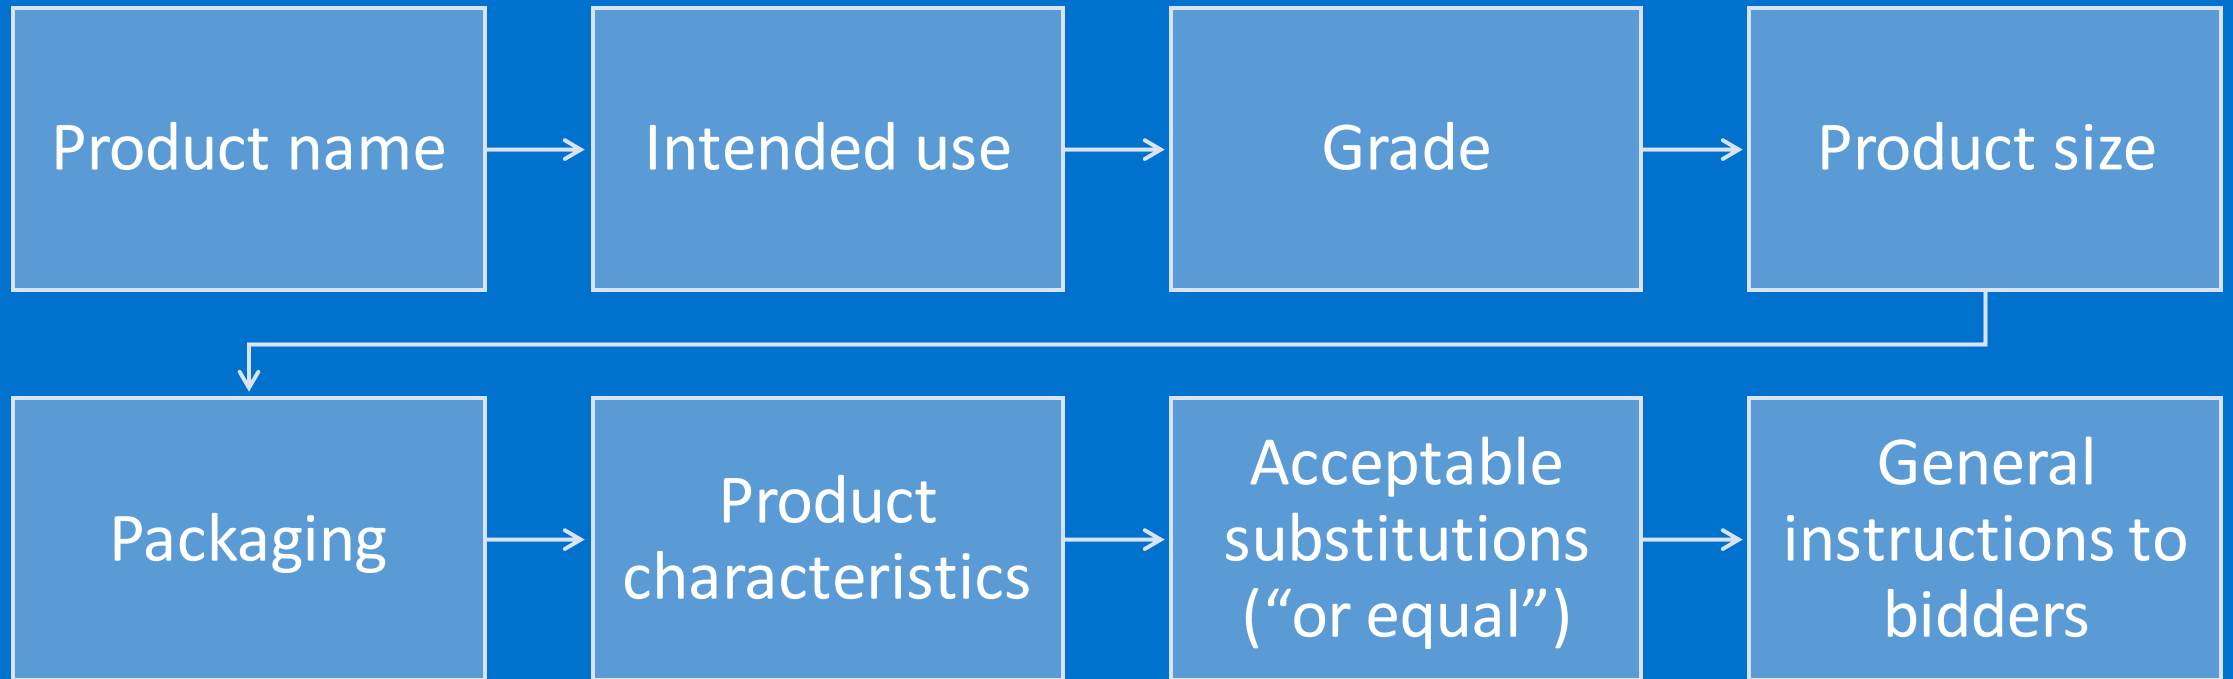 Product name
Intended use
Grade
Product size
Packaging
Product
characteristics
Acceptable
substitutions
(“or equal”)
General
instructions to
bidders